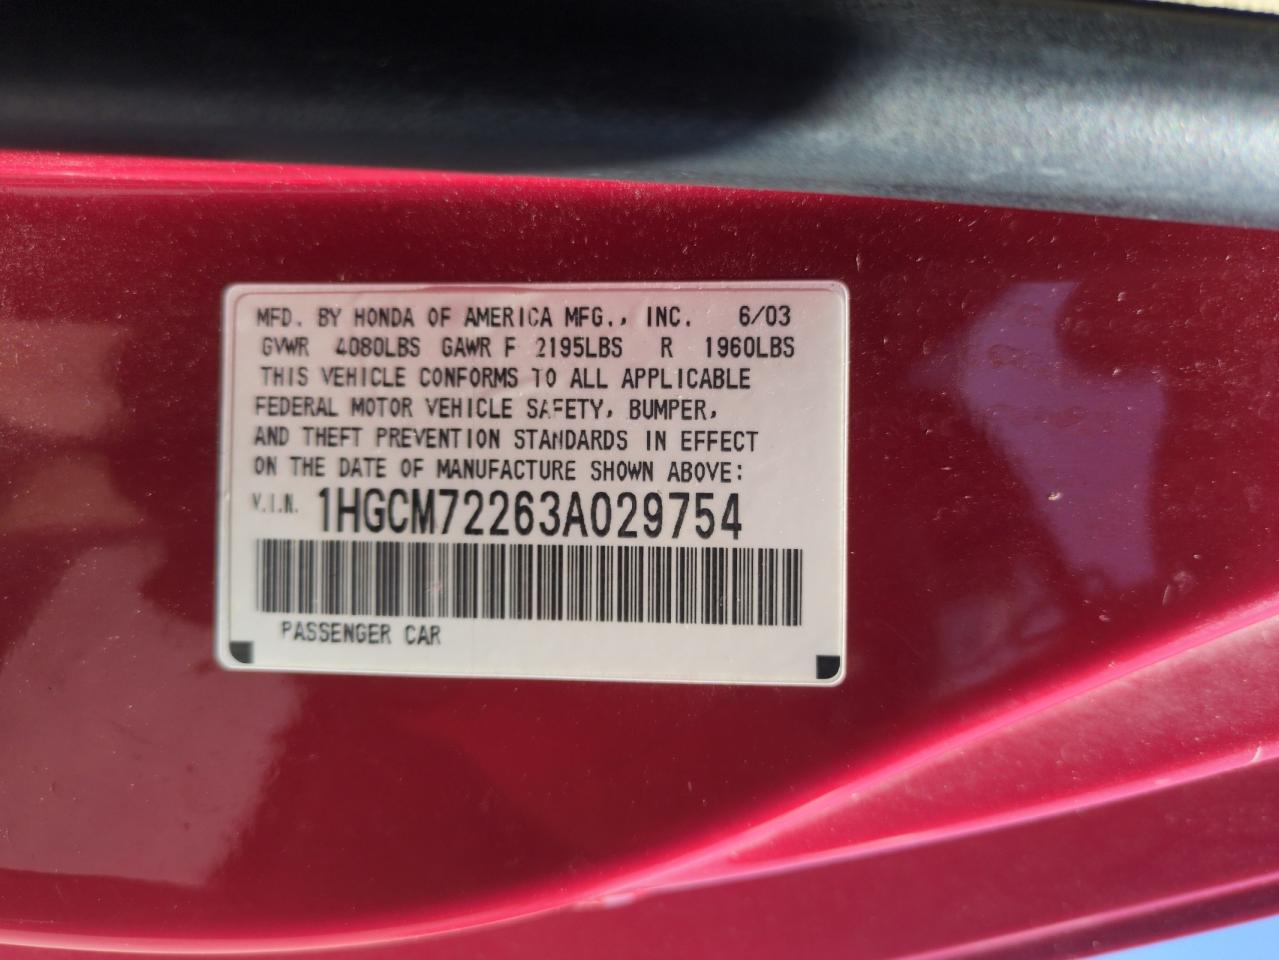 MFD. BY HONDA OF AMERICA MFG., INC. 6/03
GVWR 4080LBS GAWR F 2195LBS R 1960LBS
THIS VEHICLE CONFORMS TO ALL APPLICABLE
FEDERAL MOTOR VEHICLE SAFETY, BUMPER,
AND THEFT PREVENTION STANDARDS IN EFFECT
ON THE DATE OF MANUFACTURE SHOWN ABOVE:
V.I.N. 1HGCM72263A029754
PASSENGER CAR